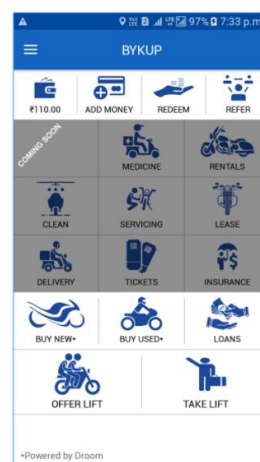 97% 7:33 p.m
BYKUP
₹110.00 ADD MONEY REDEEM REFER
COMING SOON
MEDICINE RENTALS
CLEAN SERVICING LEASE
DELIVERY TICKETS INSURANCE
BUY NEW* BUY USED* LOANS
OFFER LIFT TAKE LIFT
*Powered by Droom